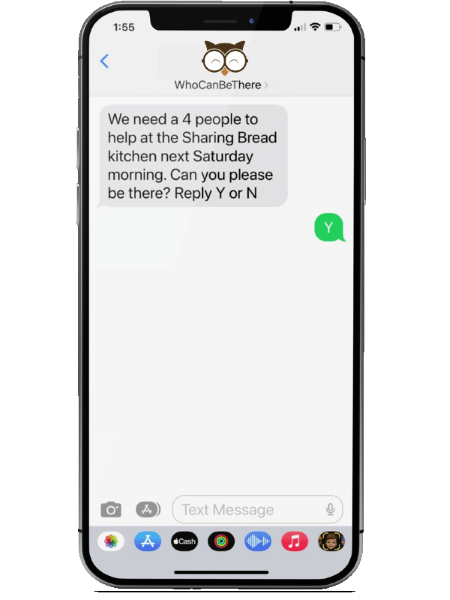 1:55
WhoCanBeThere
We need a 4 people to
help at the Sharing Bread
kitchen next Saturday
morning. Can you please
be there? Reply Y or N
Y
Text Message
Cash